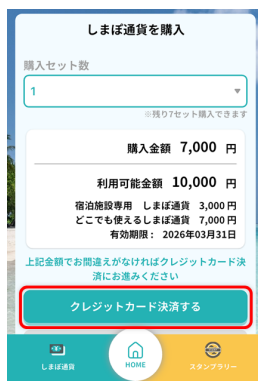 しまぽ通貨を購入
購入セット数
1
※残り7セット購入できます
購入金額 7,000 円
利用可能金額 10,000 円
宿泊施設専用 しまぽ通貨 3,000円
どこでも使えるしまぽ通貨 7,000円
有効期限： 2026年03月31日
上記金額でお間違えがなければクレジットカード決
済にお進みください
クレジットカード決済する
しまぽ通貨
HOME
スタンプラリー